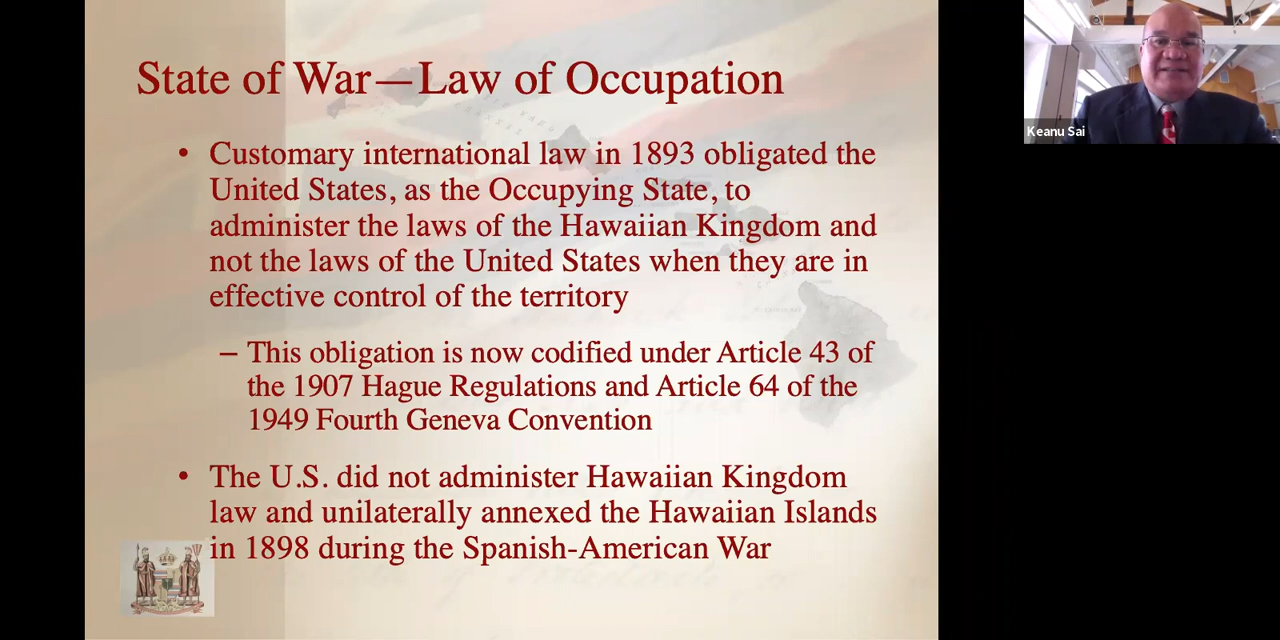 State of War—Law of Occupation
• Customary international law in 1893 obligated the
United States, as the Occupying State, to
administer the laws of the Hawaiian Kingdom and
not the laws of the United States when they are in
effective control of the territory
– This obligation is now codified under Article 43 of
the 1907 Hague Regulations and Article 64 of the
1949 Fourth Geneva Convention
• The U.S. did not administer Hawaiian Kingdom
law and unilaterally annexed the Hawaiian Islands
in 1898 during the Spanish-American War
Keanu Sai